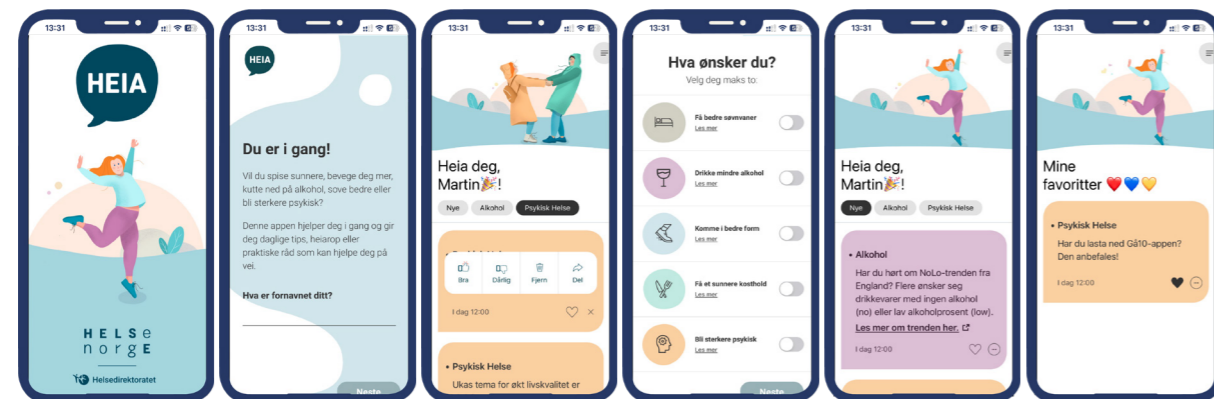 13:31
HEIA
HELSe
norgE
Helsedirektoratet
13:31
HEIA
Du er i gang!
Vil du spise sunnere, bevege deg mer,
kutte ned på alkohol, sove bedre eller
bli sterkere psykisk?
Denne appen hjelper deg i gang og gir
deg daglige tips, heiarop eller
praktiske råd som kan hjelpe deg på
vei.
Hva er fornavnet ditt?
Neste
13:31
Heia deg,
Martin🎉!
Nye
Alkohol
Psykisk Helse
Bra
Dårlig
Fjern
Del
I dag 12:00
• Psykisk Helse
Ukas tema for økt livskvalitet er
13:31
Hva ønsker du?
Velg deg maks to:
Få bedre søvnvaner
Les mer
Drikke mindre alkohol
Les mer
Komme i bedre form
Les mer
Få et sunnere kosthold
Les mer
Bli sterkere psykisk
Les mer
Neste
13:31
Heia deg,
Martin🎉!
Nye
Alkohol
Psykisk Helse
• Alkohol
Har du hørt om NoLo-trenden fra
England? Flere ønsker seg
drikkevarer med ingen alkohol
(no) eller lav alkoholprosent (low).
Les mer om trenden her.
I dag 12:00
13:31
Mine
favoritter ❤️💙💛
• Psykisk Helse
Har du lasta ned Gå10-appen?
Den anbefales!
I dag 12:00